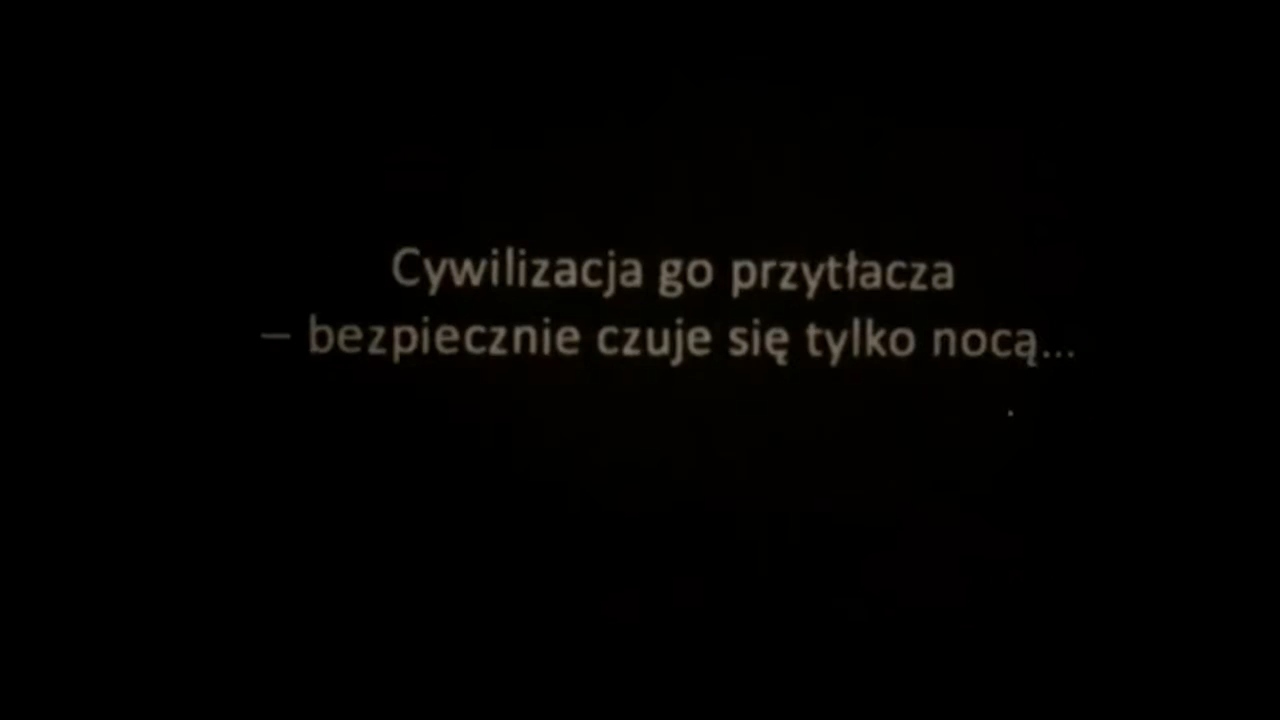 Cywilizacja go przytłacza
– bezpiecznie czuje się tylko nocą...